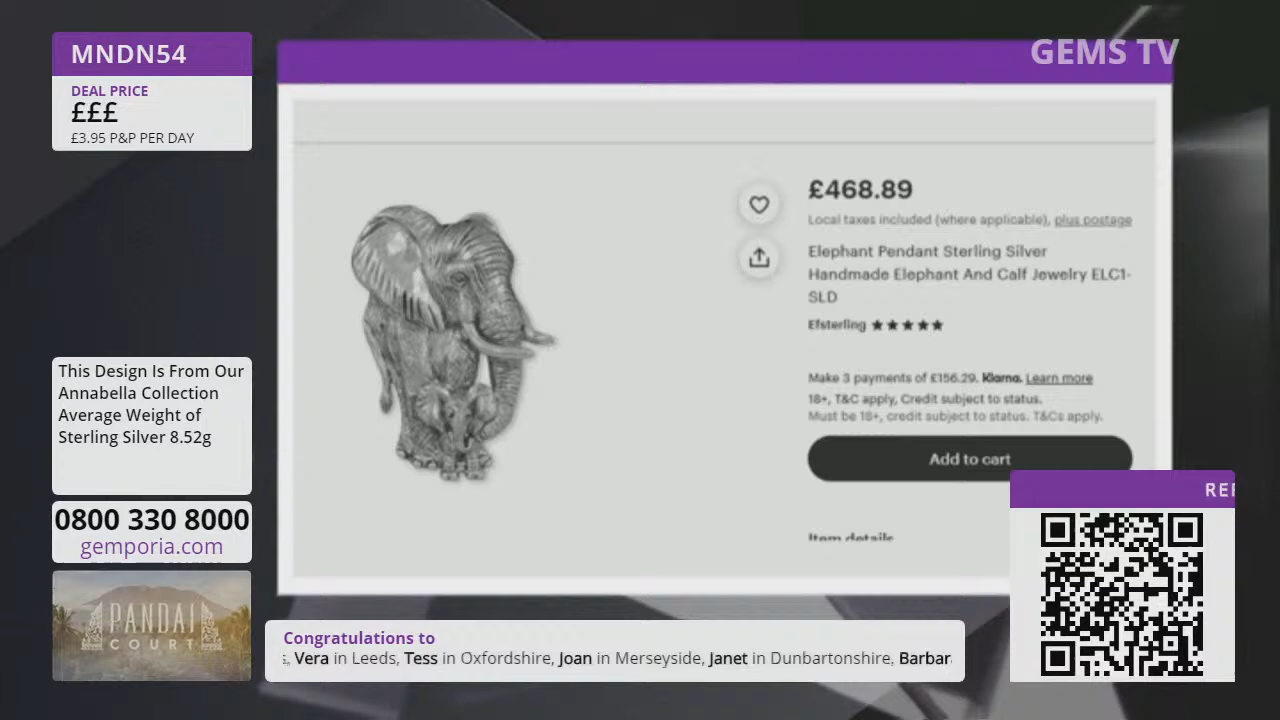 MNDN54
DEAL PRICE
£££
£3.95 P&P PER DAY
GEMS TV
£468.89
Local taxes included (where applicable), plus postage
Elephant Pendant Sterling Silver
Handmade Elephant And Calf Jewelry ELC1-
SLD
Efsterling ★★★★★
Make 3 payments of £156.29. Klarna. Learn more
18+, T&C apply, Credit subject to status.
Must be 18+, credit subject to status. T&Cs apply.
Add to cart
Item details
This Design Is From Our
Annabella Collection
Average Weight of
Sterling Silver 8.52g
0800 330 8000
gemporia.com
PANDAI
COURT
Congratulations to
Vera in Leeds, Tess in Oxfordshire, Joan in Merseyside, Janet in Dunbartonshire, Barbar